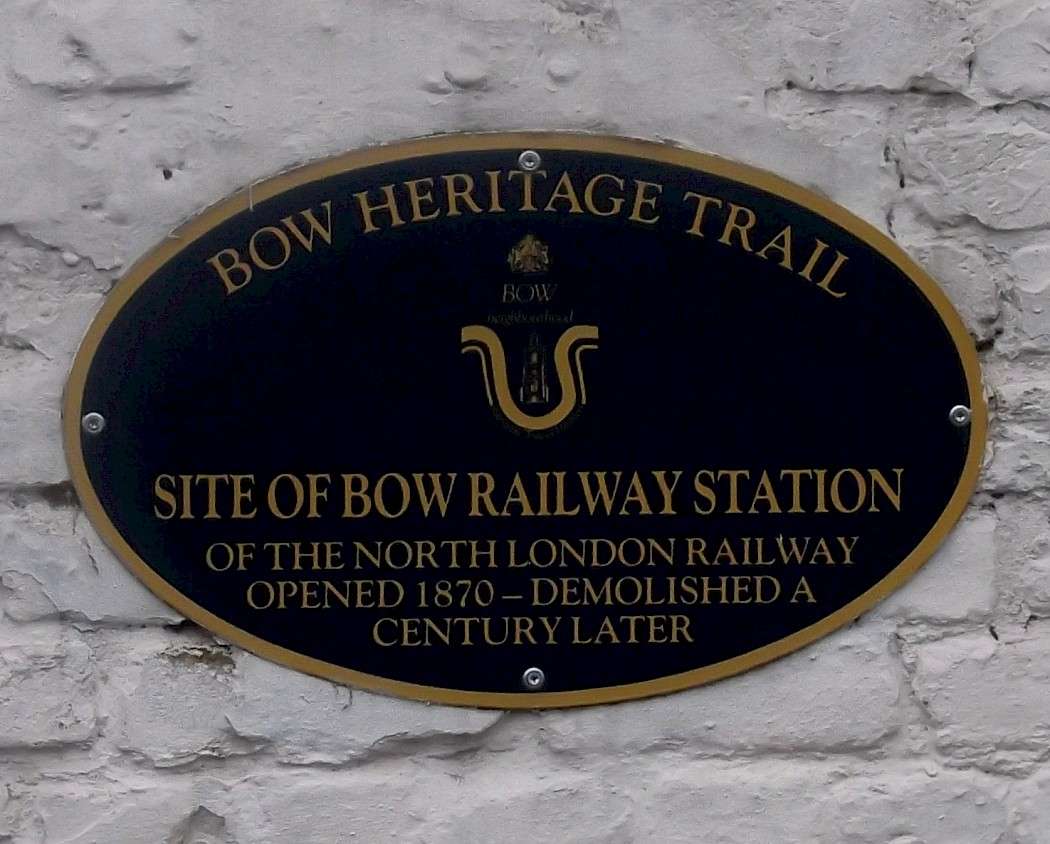 BOW HERITAGE TRAIL
BOW
neighbourhood
SITE OF BOW RAILWAY STATION
OF THE NORTH LONDON RAILWAY
OPENED 1870 – DEMOLISHED A
CENTURY LATER